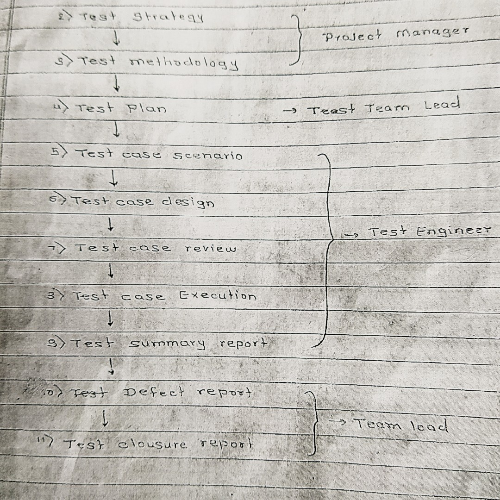 2) Test Strategy
Project Manager
3) Test methodology
4) Test Plan → Teast Team Lead
5) Test case scenario
6) Test case design
7) Test case review
→ Test Engineer
8) Test case Execution
9) Test summary report
10) Test Defect report
11) Test clousure report
→ Team lead